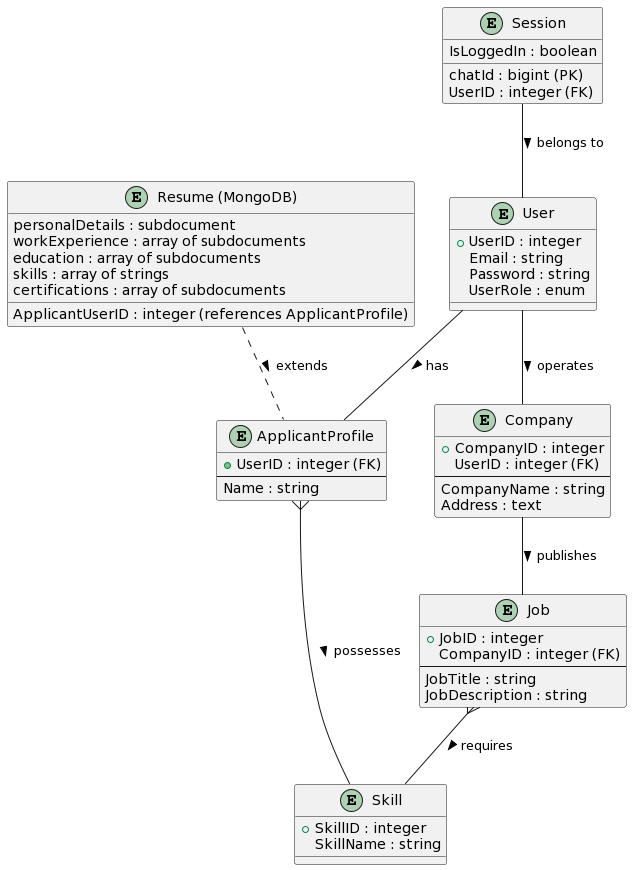 E Session
IsLoggedIn : boolean
chatId : bigint (PK)
UserID : integer (FK)
belongs to
E Resume (MongoDB)
personalDetails : subdocument
workExperience : array of subdocuments
education : array of subdocuments
skills : array of strings
certifications : array of subdocuments
ApplicantUserID : integer (references ApplicantProfile)
E User
UserID : integer
Email : string
Password : string
UserRole : enum
extends
has
operates
E ApplicantProfile
UserID : integer (FK)
Name : string
E Company
CompanyID : integer
UserID : integer (FK)
CompanyName : string
Address : text
publishes
E Job
JobID : integer
CompanyID : integer (FK)
JobTitle : string
JobDescription : string
possesses
requires
E Skill
SkillID : integer
SkillName : string